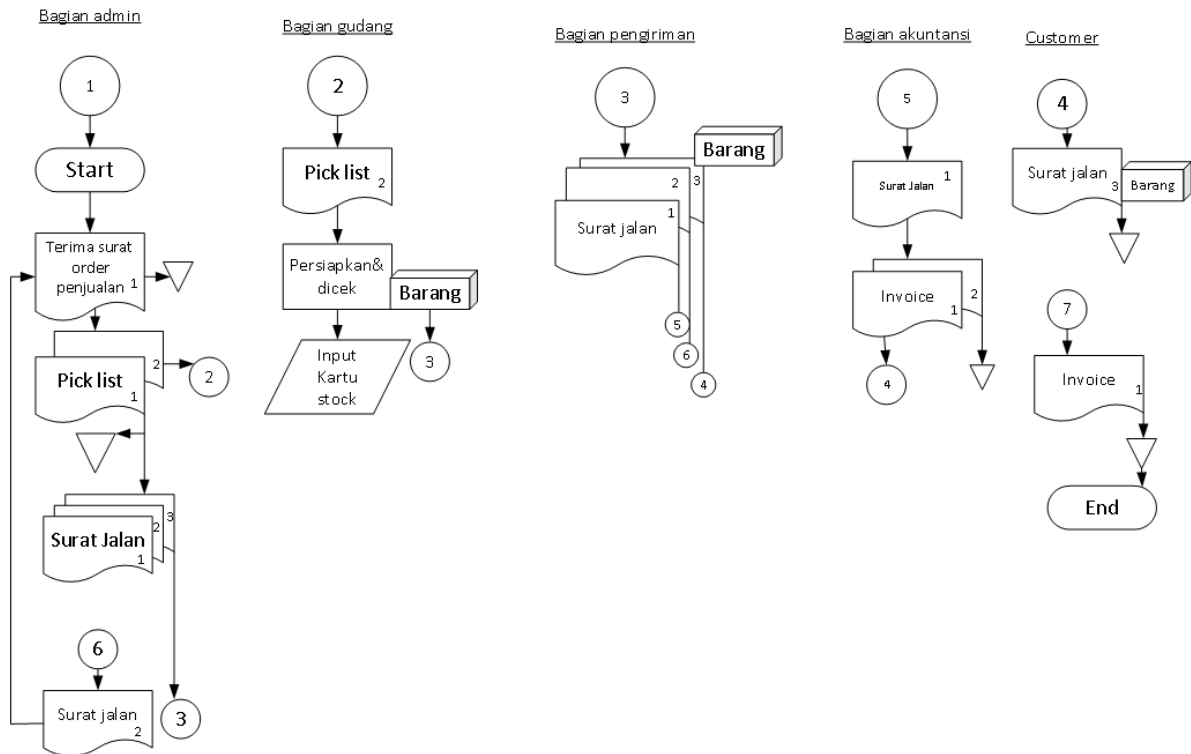 Bagian admin
1
Start
Terima surat
order
penjualan
1
2
Pick list
1
2
3
2
Surat Jalan
1
6
Surat jalan
2
3
Bagian gudang
2
Pick list
2
Persiapkan&
dicek
Barang
Input
Kartu
stock
3
Bagian pengiriman
3
Barang
3
2
1
Surat jalan
5
6
4
Bagian akuntansi
5
1
Surat Jalan
Invoice
2
1
4
Customer
4
Surat jalan
3
Barang
7
Invoice
1
End